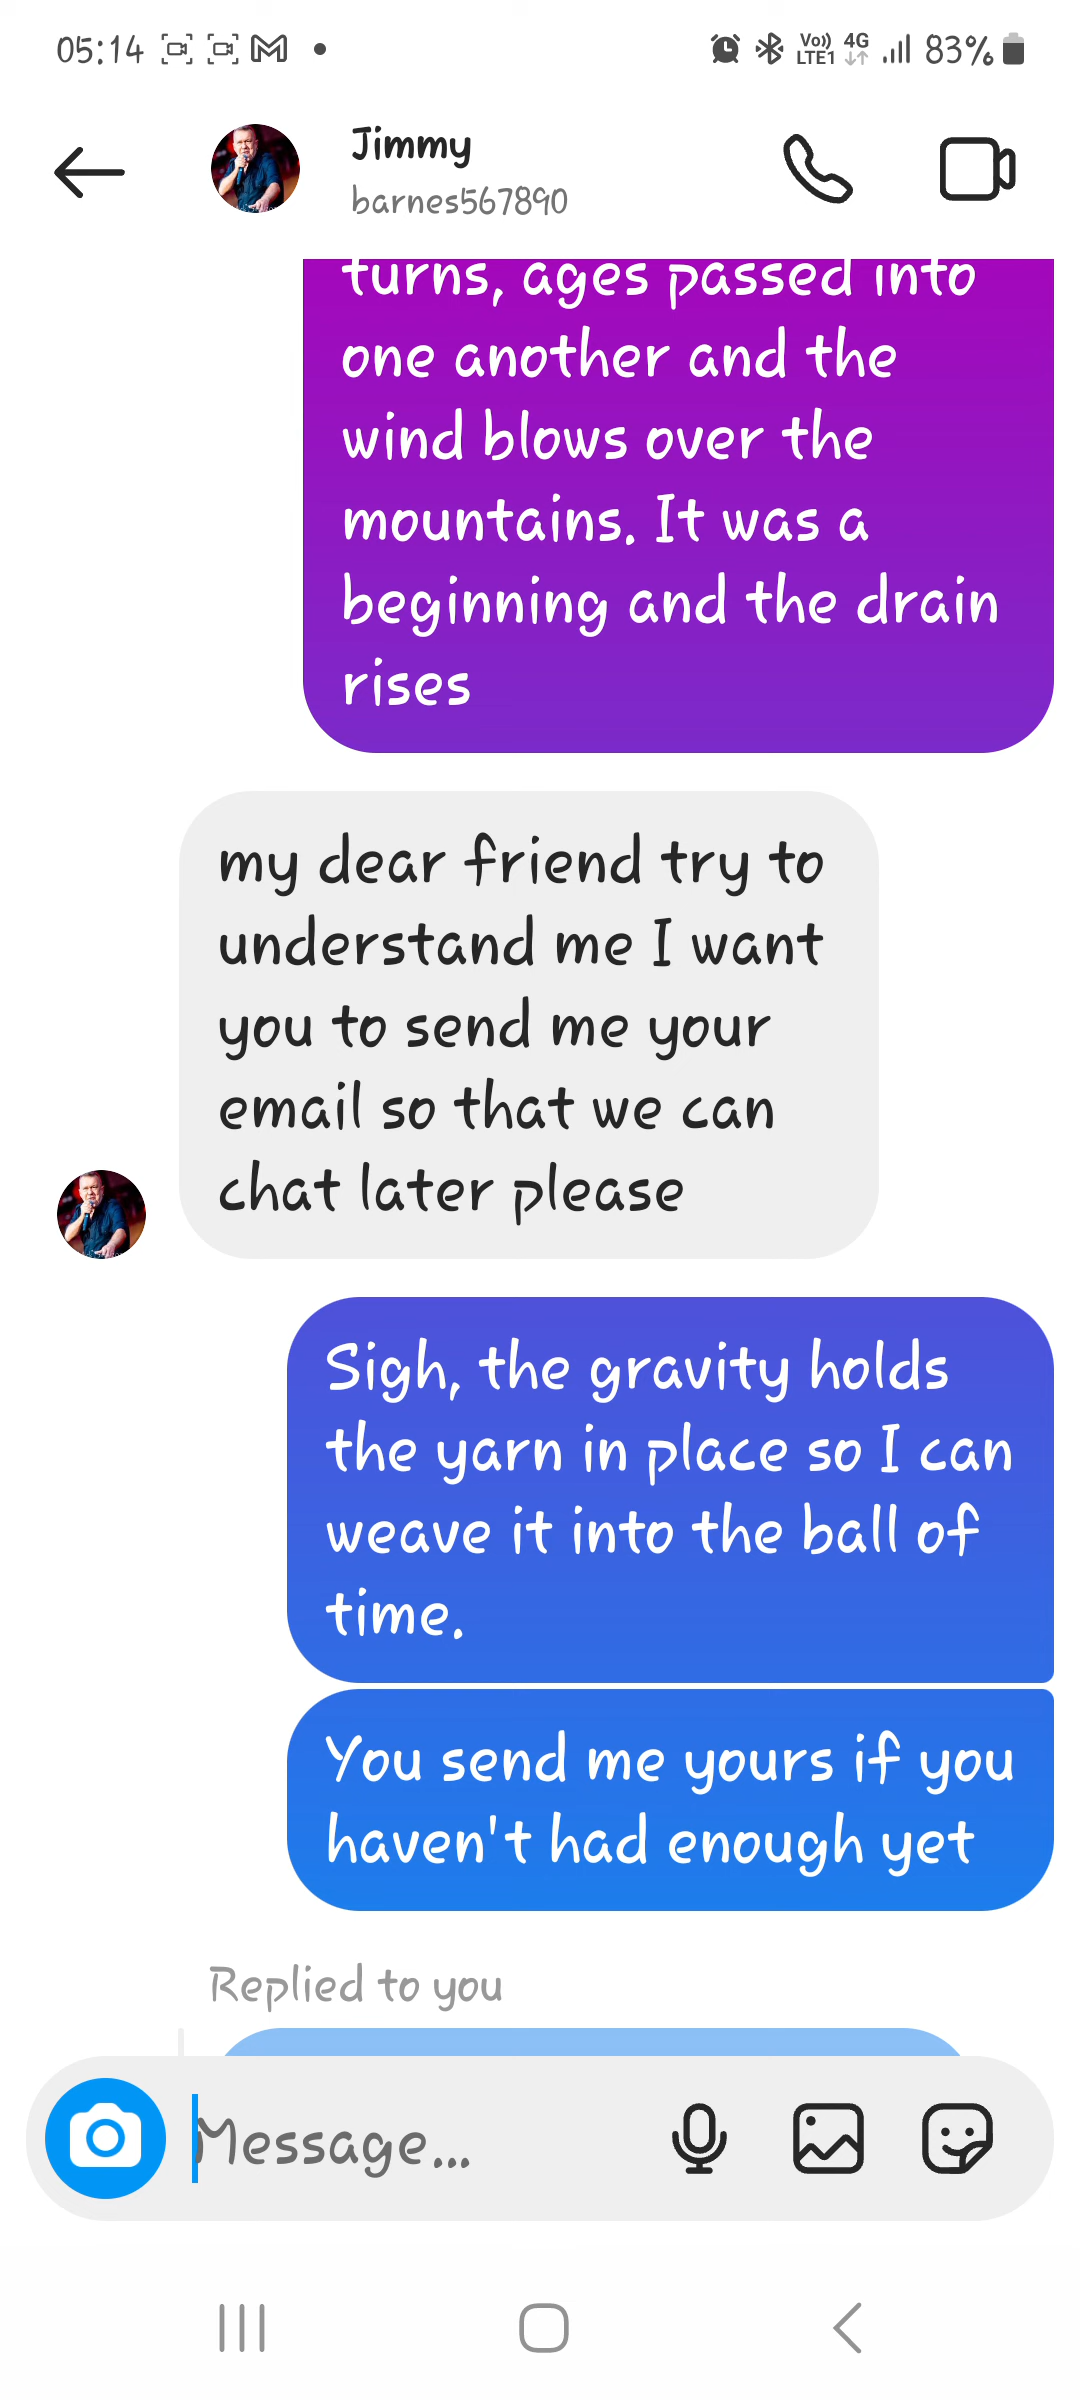 05:14
Vo)) 4G
LTE1
83%
Jimmy
barnes567890
turns, ages passed into
one another and the
wind blows over the
mountains. It was a
beginning and the drain
rises
my dear friend try to
understand me I want
you to send me your
email so that we can
chat later please
Sigh, the gravity holds
the yarn in place so I can
weave it into the ball of
time.
You send me yours if you
haven't had enough yet
Replied to you
Message...